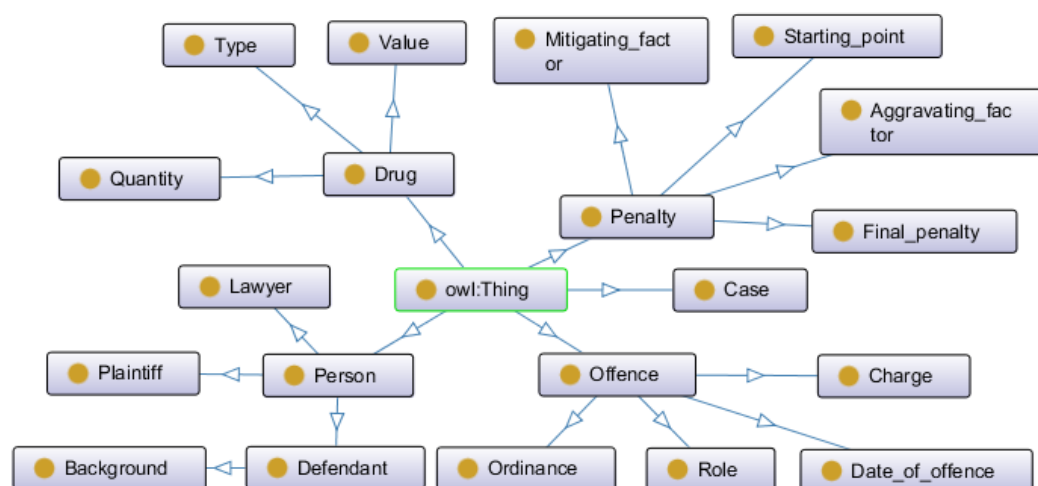 Type
Value
Mitigating_fact
or
Starting_point
Aggravating_fac
tor
Quantity
Drug
Penalty
Final_penalty
Lawyer
owl:Thing
Case
Plaintiff
Person
Offence
Charge
Background
Defendant
Ordinance
Role
Date_of_offence